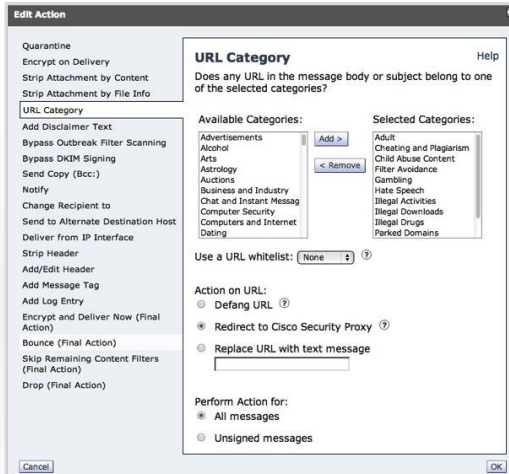 Edit Action
Quarantine
Encrypt on Delivery
Strip Attachment by Content
Strip Attachment by File Info
URL Category
Add Disclaimer Text
Bypass Outbreak Filter Scanning
Bypass DKIM Signing
Send Copy (Bcc:)
Notify
Change Recipient to
Send to Alternate Destination Host
Deliver from IP Interface
Strip Header
Add/Edit Header
Add Message Tag
Add Log Entry
Encrypt and Deliver Now (Final
Action)
Bounce (Final Action)
Skip Remaining Content Filters
(Final Action)
Drop (Final Action)
URL Category
Help
Does any URL in the message body or subject belong to one
of the selected categories?
Available Categories:
Advertisements
Alcohol
Arts
Astrology
Auctions
Business and Industry
Chat and Instant Messag
Computer Security
Computers and Internet
Dating
Add >
< Remove
Selected Categories:
Adult
Cheating and Plagiarism
Child Abuse Content
Filter Avoidance
Gambling
Hate Speech
Illegal Activities
Illegal Downloads
Illegal Drugs
Parked Domains
Use a URL whitelist: None ?
Action on URL:
Defang URL ?
Redirect to Cisco Security Proxy ?
Replace URL with text message
Perform Action for:
All messages
Unsigned messages
Cancel
OK